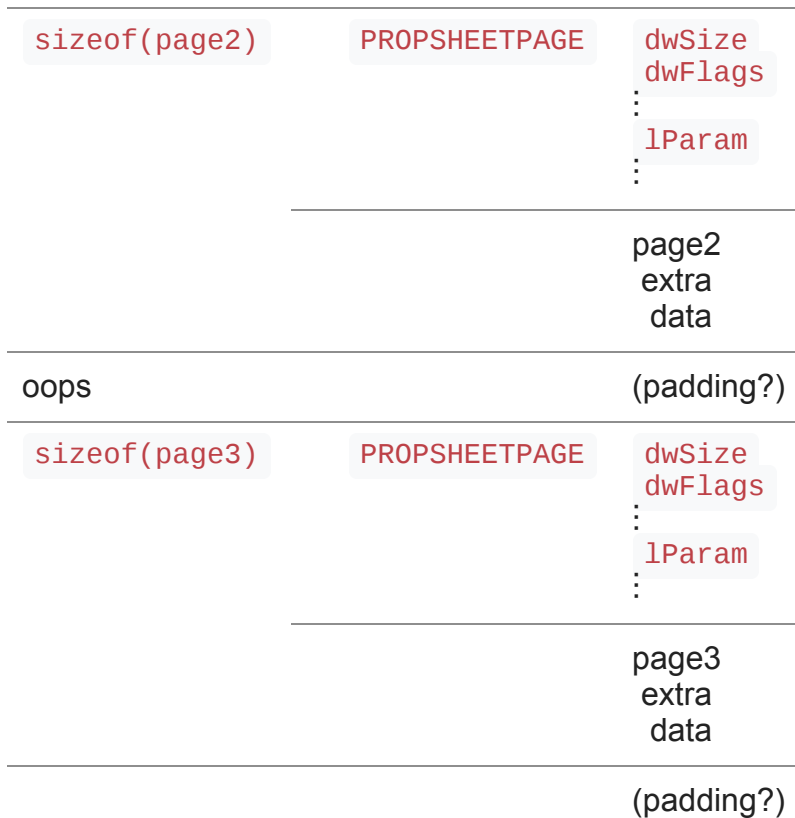 sizeof(page2) PROPSHEETPAGE dwSize
dwFlags
⋮
lParam
⋮
page2
extra
data
oops (padding?)
sizeof(page3) PROPSHEETPAGE dwSize
dwFlags
⋮
lParam
⋮
page3
extra
data
(padding?)